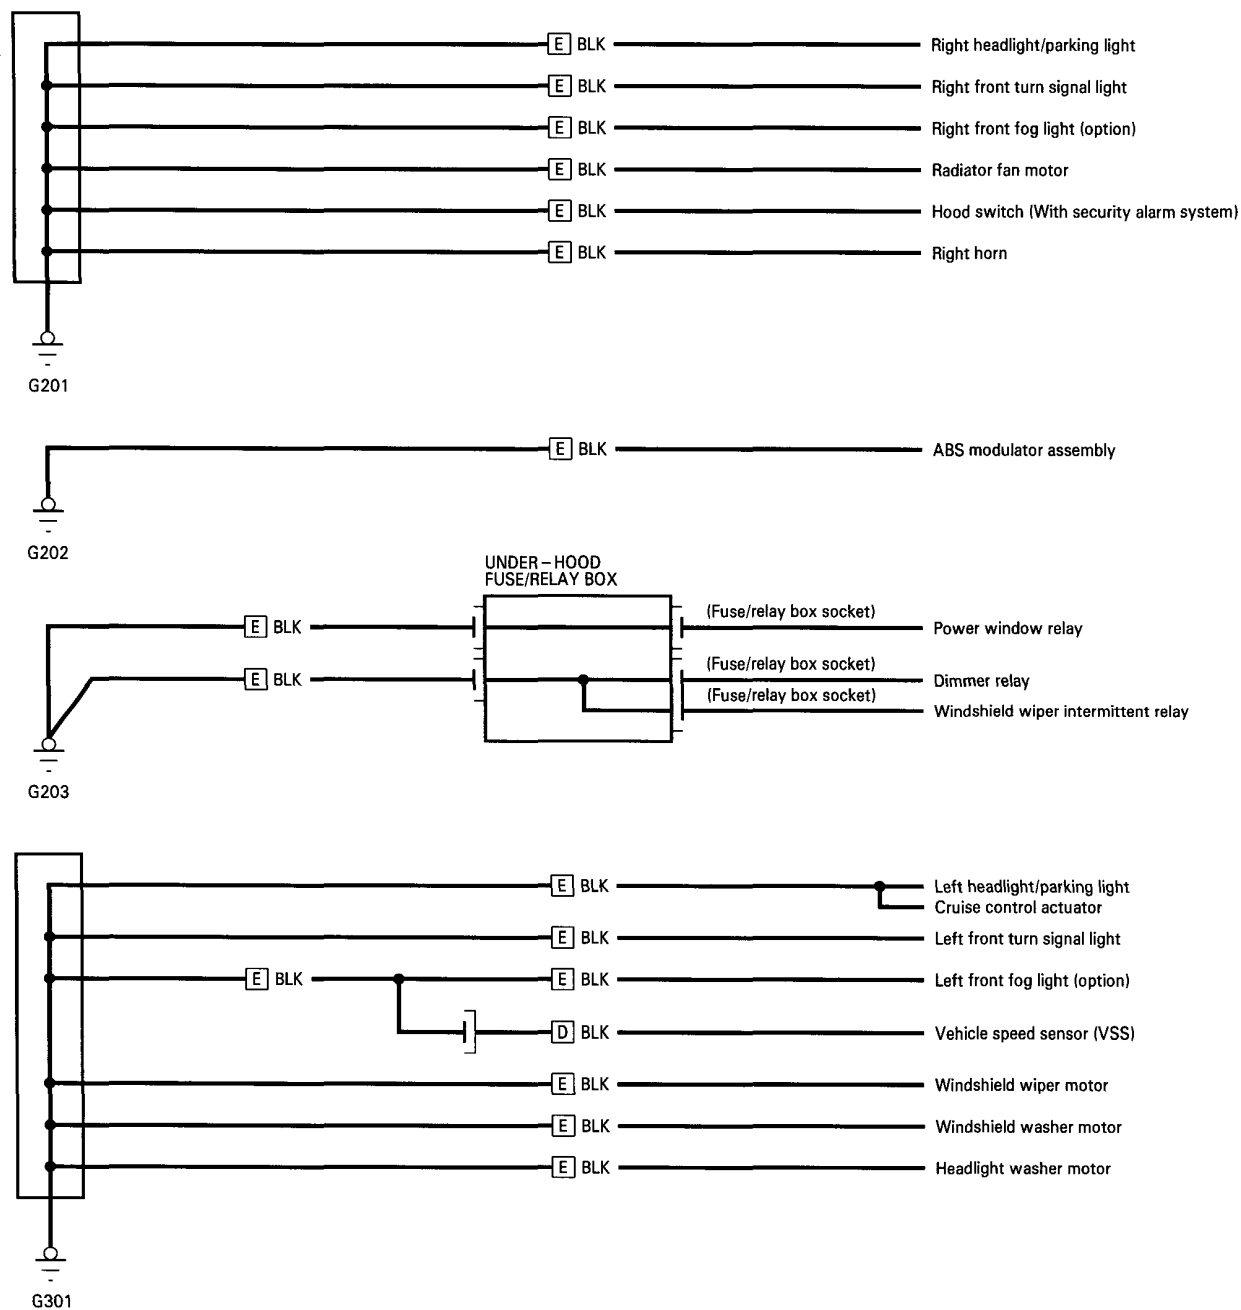 E BLK Right headlight/parking light
E BLK Right front turn signal light
E BLK Right front fog light (option)
E BLK Radiator fan motor
E BLK Hood switch (With security alarm system)
E BLK Right horn
G201
E BLK ABS modulator assembly
G202
UNDER-HOOD
FUSE/RELAY BOX
(Fuse/relay box socket)
E BLK Power window relay
(Fuse/relay box socket)
E BLK Dimmer relay
(Fuse/relay box socket)
Windshield wiper intermittent relay
G203
E BLK Left headlight/parking light
Cruise control actuator
E BLK Left front turn signal light
E BLK E BLK Left front fog light (option)
D BLK Vehicle speed sensor (VSS)
E BLK Windshield wiper motor
E BLK Windshield washer motor
E BLK Headlight washer motor
G301